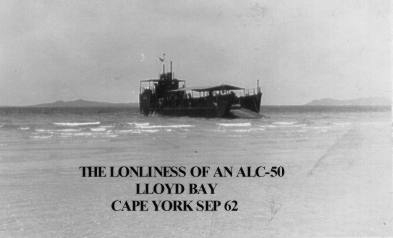 THE LONLINESS OF AN ALC-50
LLOYD BAY
CAPE YORK SEP 62